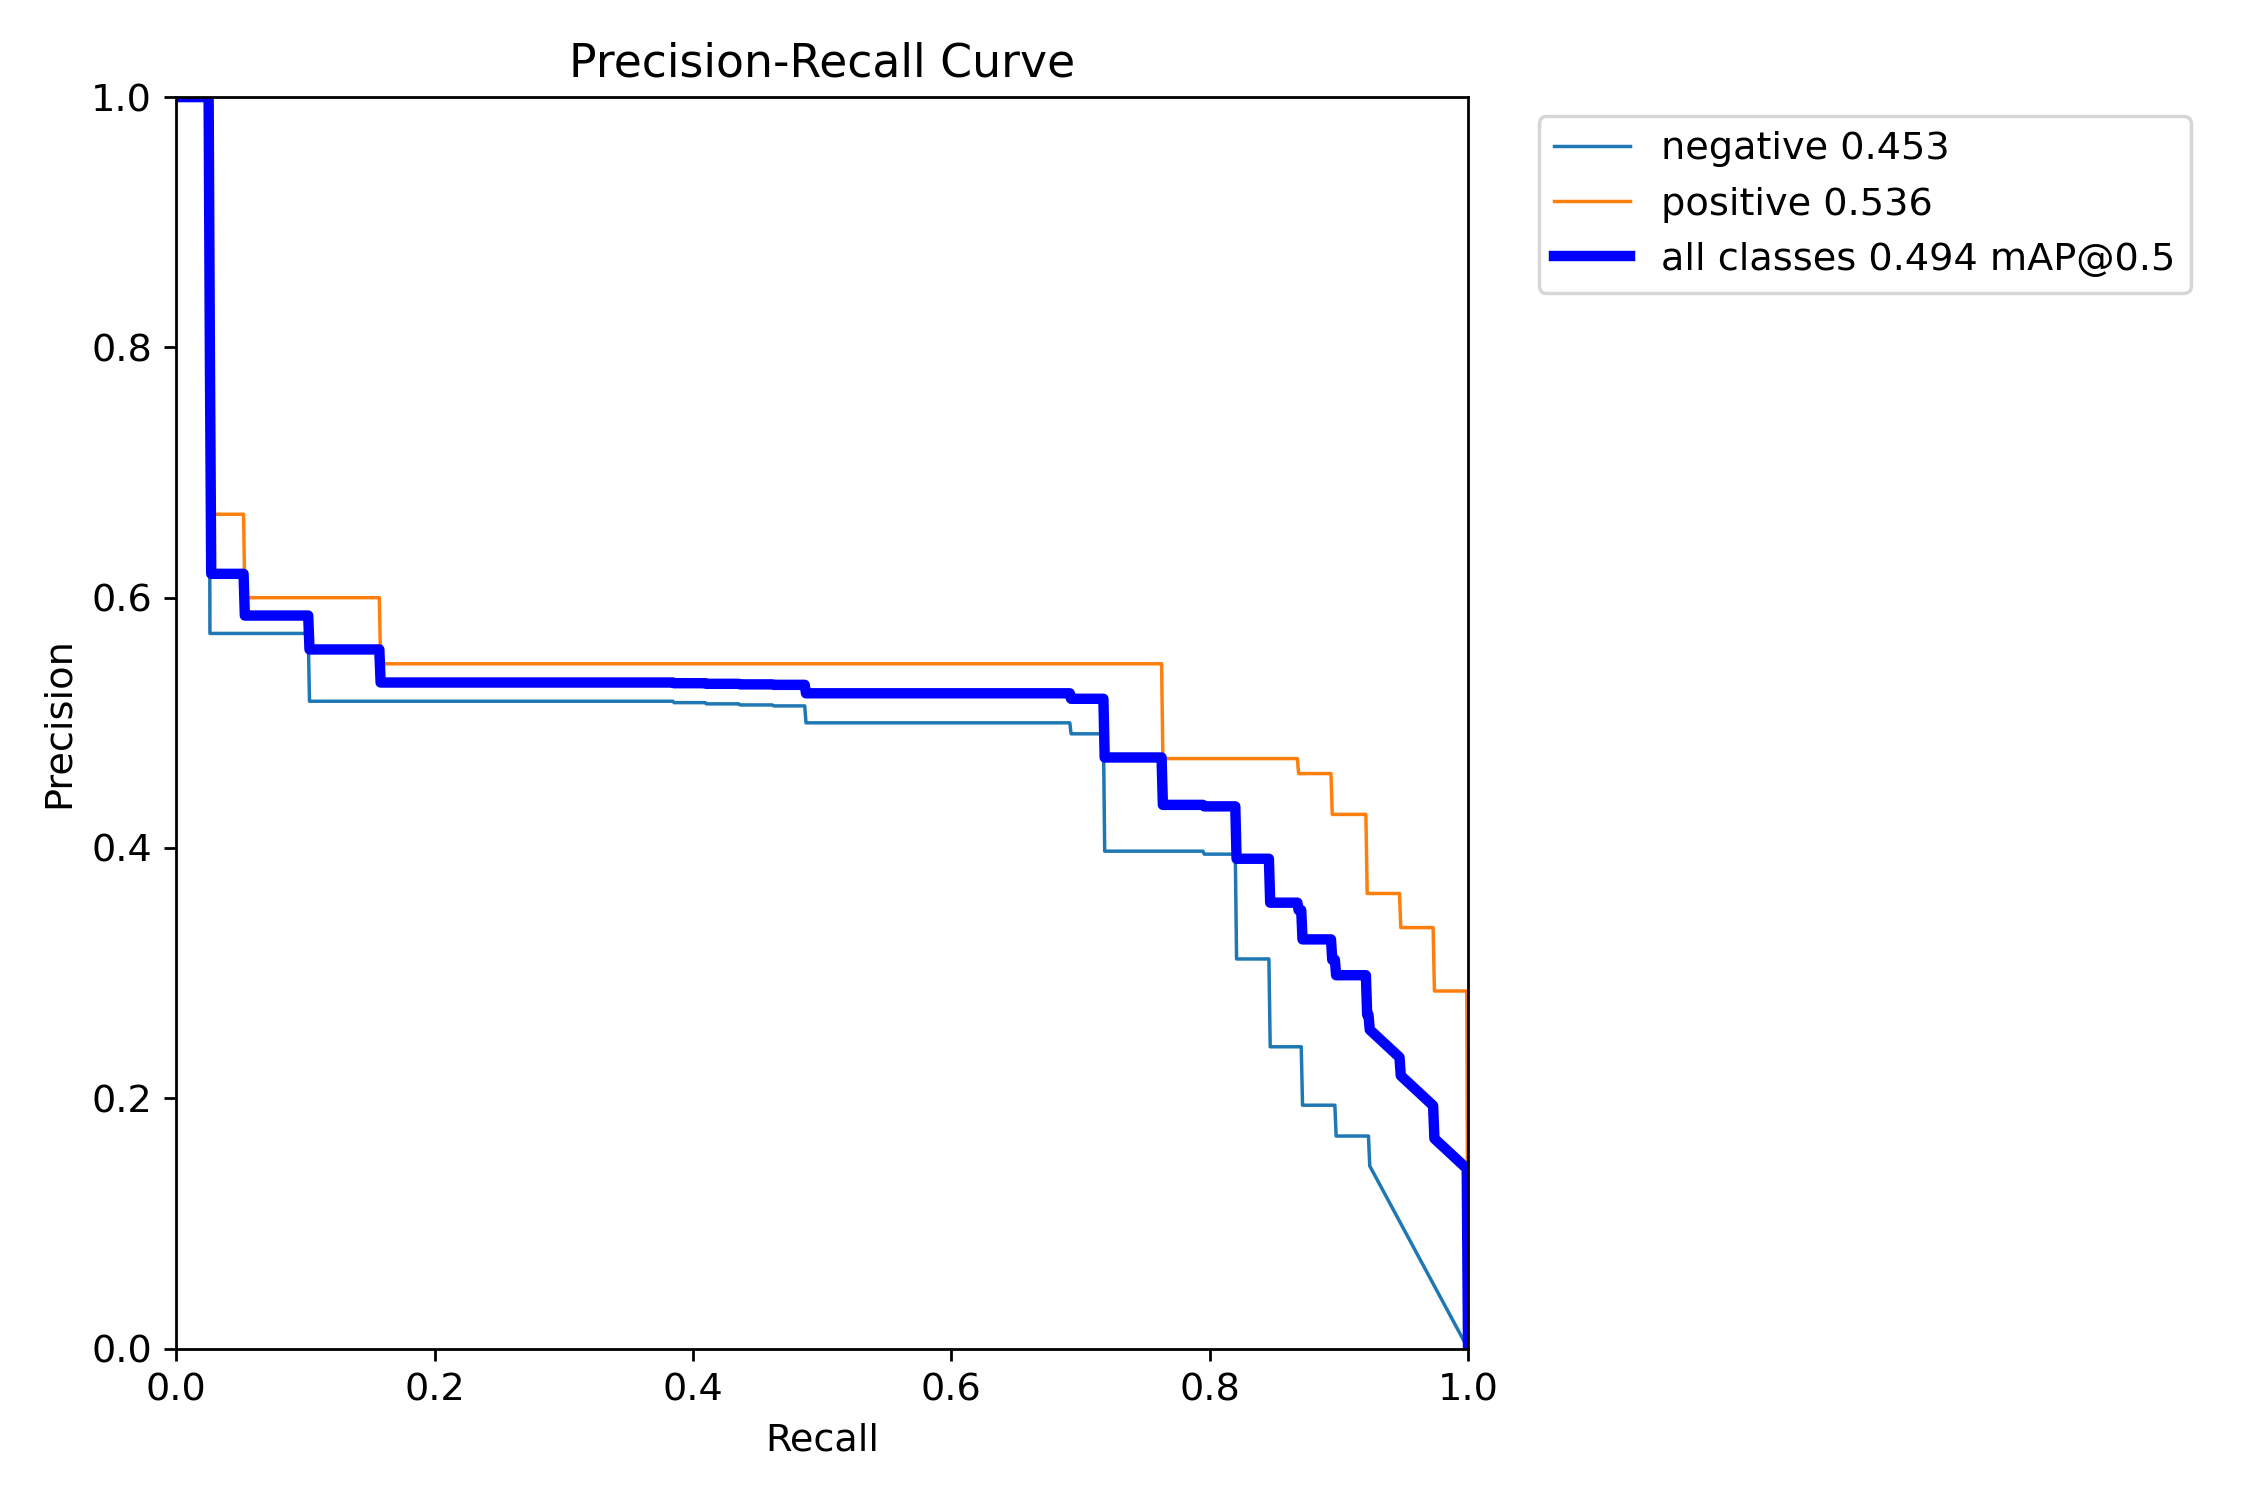 Precision-Recall Curve
1.0
0.8
0.6
0.4
0.2
0.0
Precision
0.0 0.2 0.4 0.6 0.8 1.0
Recall
negative 0.453
positive 0.536
all classes 0.494 mAP@0.5